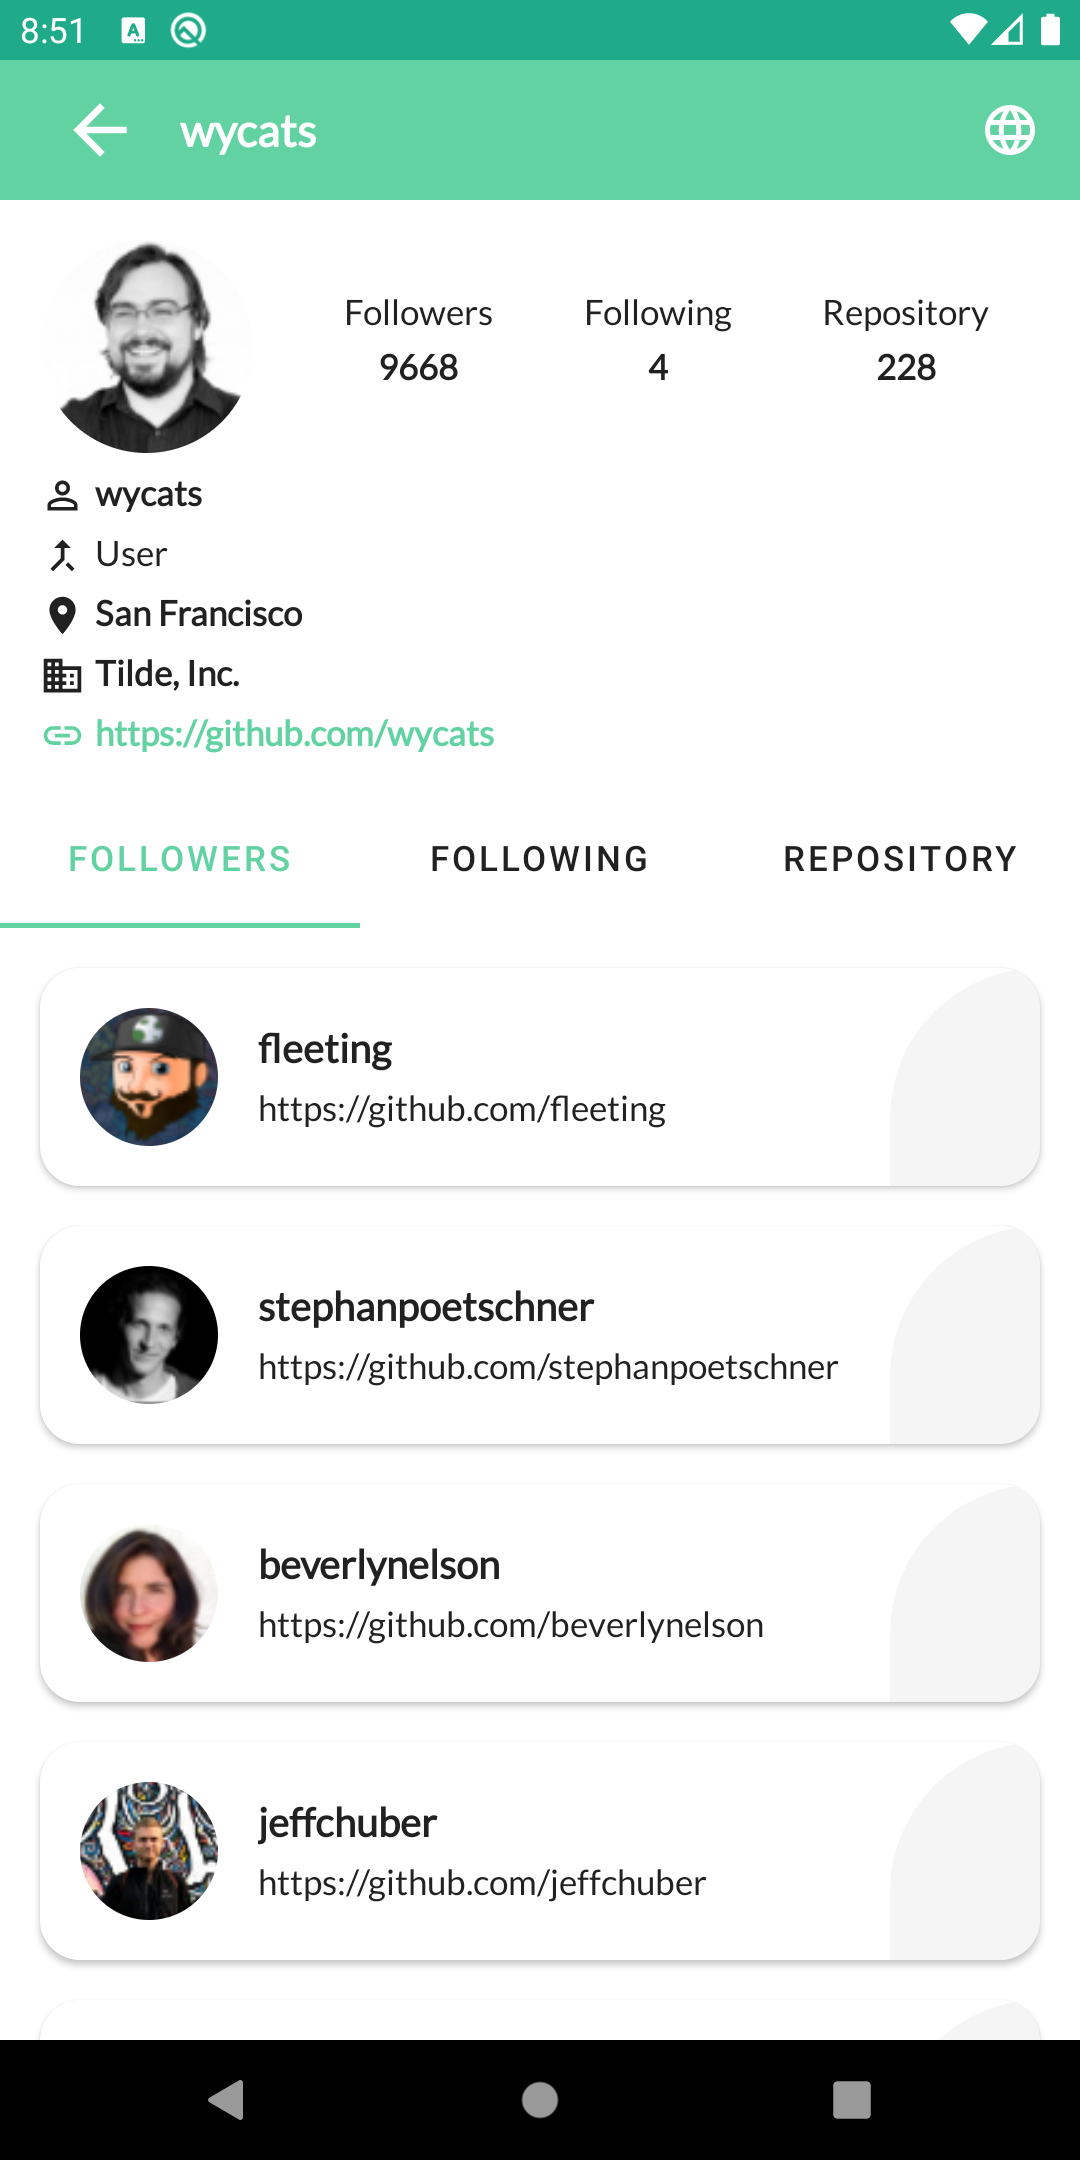 8:51
wycats
Followers Following Repository
9668 4 228
wycats
User
San Francisco
Tilde, Inc.
https://github.com/wycats
FOLLOWERS FOLLOWING REPOSITORY
fleeting
https://github.com/fleeting
stephanpoetschner
https://github.com/stephanpoetschner
beverlynelson
https://github.com/beverlynelson
jeffchuber
https://github.com/jeffchuber